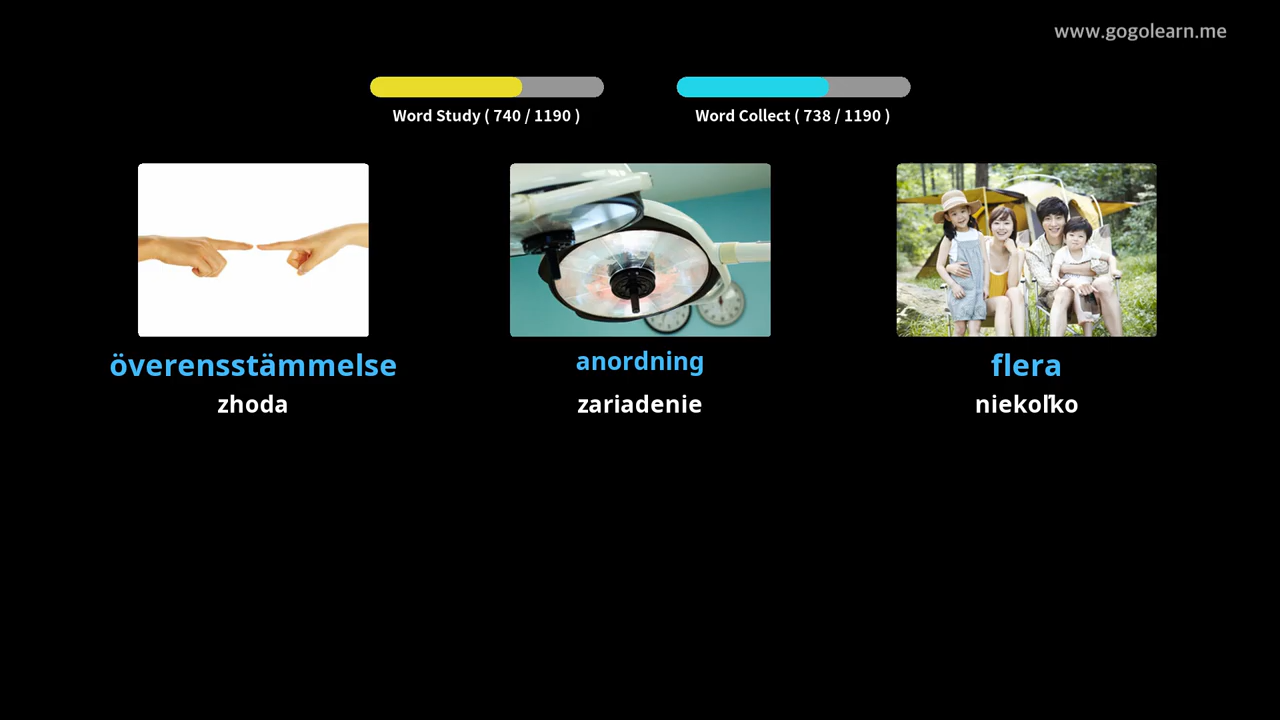 www.gogolearn.me
Word Study ( 740 / 1190 )
Word Collect ( 738 / 1190 )
överensstämmelse
anordning
flera
zhoda
zariadenie
niekoľko